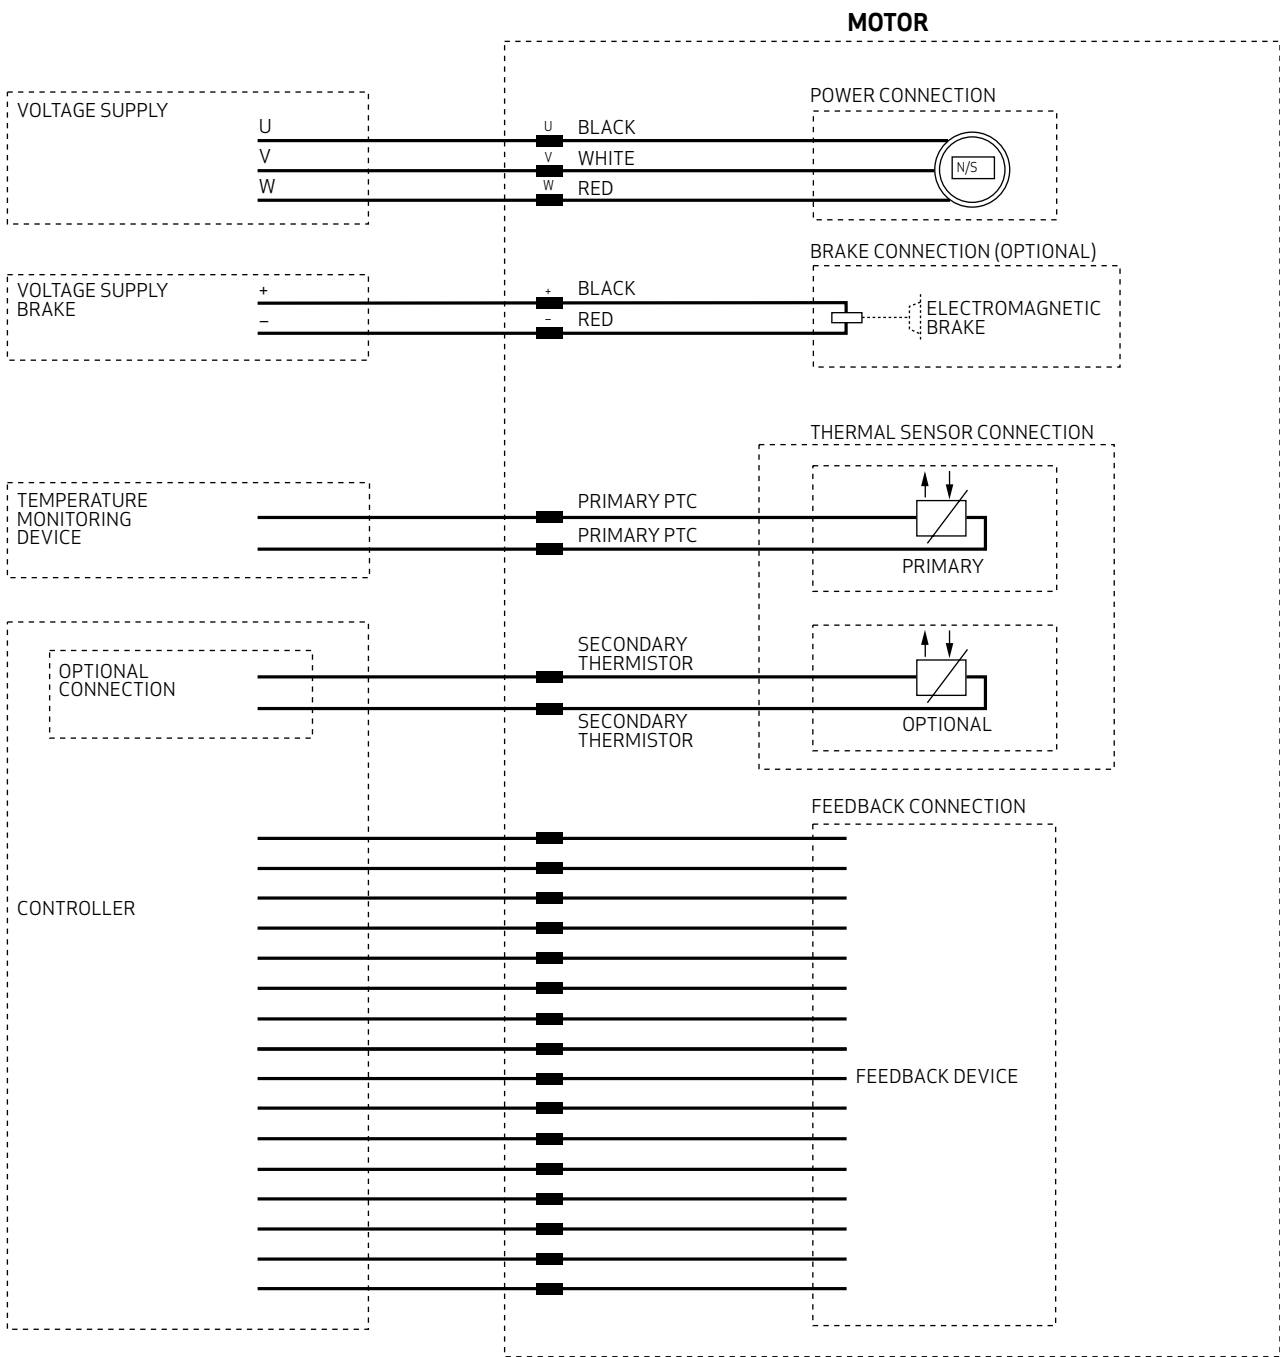 MOTOR
VOLTAGE SUPPLY
POWER CONNECTION
U
U
BLACK
V
V
WHITE
W
W
RED
N/S
BRAKE CONNECTION (OPTIONAL)
VOLTAGE SUPPLY
BRAKE
+
+
BLACK
–
–
RED
ELECTROMAGNETIC
BRAKE
THERMAL SENSOR CONNECTION
TEMPERATURE
MONITORING
DEVICE
PRIMARY PTC
PRIMARY PTC
PRIMARY
OPTIONAL
CONNECTION
SECONDARY
THERMISTOR
SECONDARY
THERMISTOR
OPTIONAL
FEEDBACK CONNECTION
CONTROLLER
FEEDBACK DEVICE